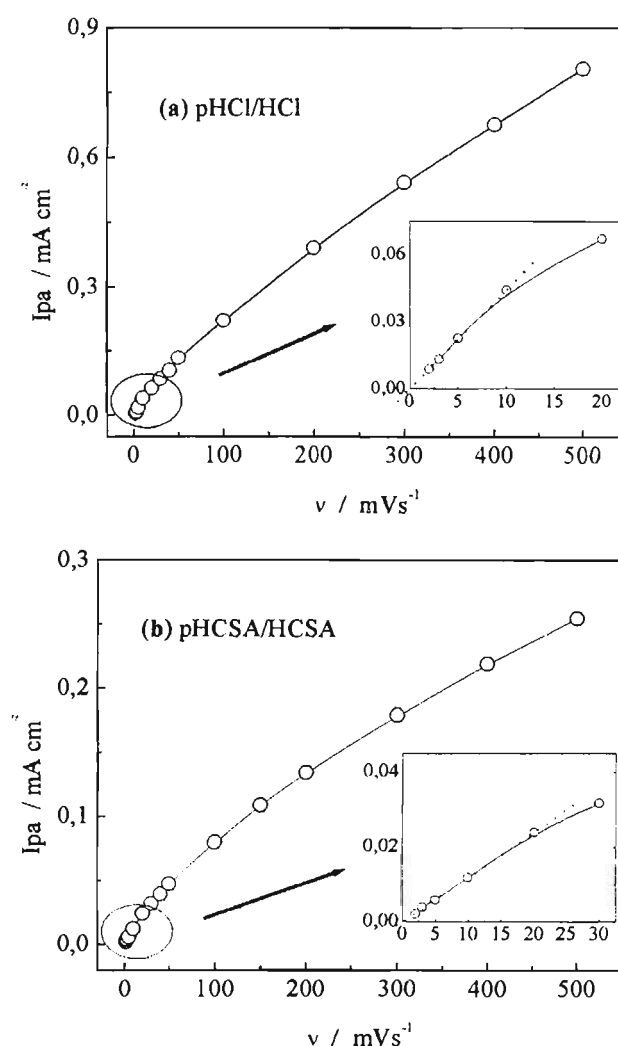 0,9
(a) pHCl/HCl
0,6
Ipa / mA cm⁻²
0,3
0,0
0.06
0.03
0.00
0 5 10 15 20
0 100 200 300 400 500
ν / mVs⁻¹
0,3
(b) pHCSA/HCSA
0,2
Ipa / mA cm⁻²
0,1
0,0
0,04
0,02
0,00
0 5 10 15 20 25 30
0 100 200 300 400 500
ν / mVs⁻¹